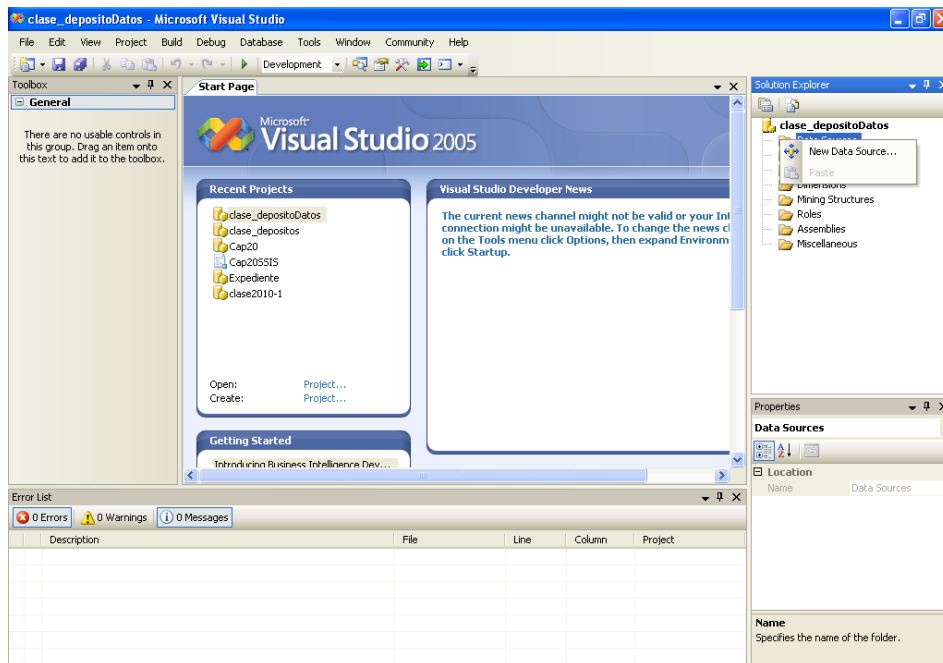 clase_depositoDatos - Microsoft Visual Studio
File Edit View Project Build Debug Database Tools Window Community Help
Development
Toolbox
General
There are no usable controls in
this group. Drag an item onto
this text to add it to the toolbox.
Start Page
Microsoft
Visual Studio 2005
Recent Projects
clase_depositoDatos
clase_depositos
Cap20
Cap20SSIS
Expediente
clase2010-1
Open: Project...
Create: Project...
Getting Started
Introducing Business Intelligence Dev...
Visual Studio Developer News
The current news channel might not be valid or your Int
connection might be unavailable. To change the news cl
on the Tools menu click Options, then expand Environm
click Startup.
Solution Explorer
clase_depositoDatos
Data Sources
New Data Source...
Paste
Dimensions
Mining Structures
Roles
Assemblies
Miscellaneous
Properties
Data Sources
Location
Name Data Sources
Name
Specifies the name of the folder.
Error List
0 Errors 0 Warnings 0 Messages
Description File Line Column Project